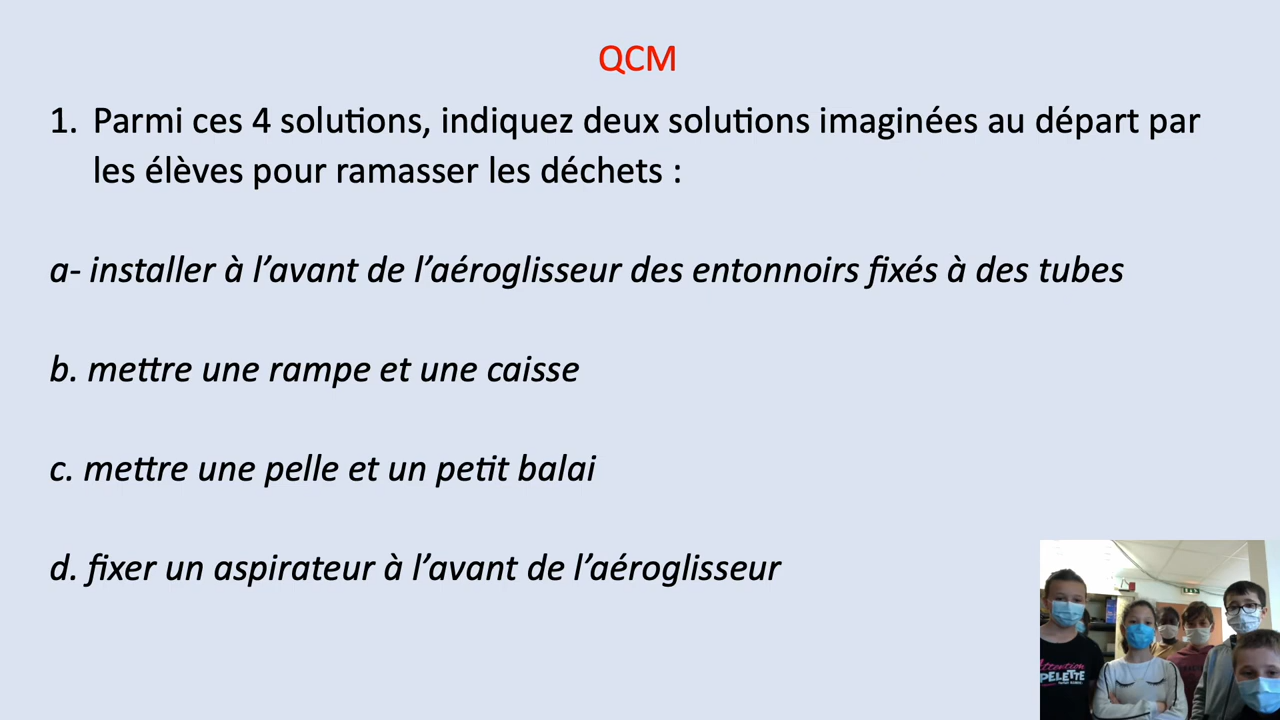 QCM
1. Parmi ces 4 solutions, indiquez deux solutions imaginées au départ par
les élèves pour ramasser les déchets :
a- installer à l’avant de l’aéroglisseur des entonnoirs fixés à des tubes
b. mettre une rampe et une caisse
c. mettre une pelle et un petit balai
d. fixer un aspirateur à l’avant de l’aéroglisseur
Attention
PELETTE